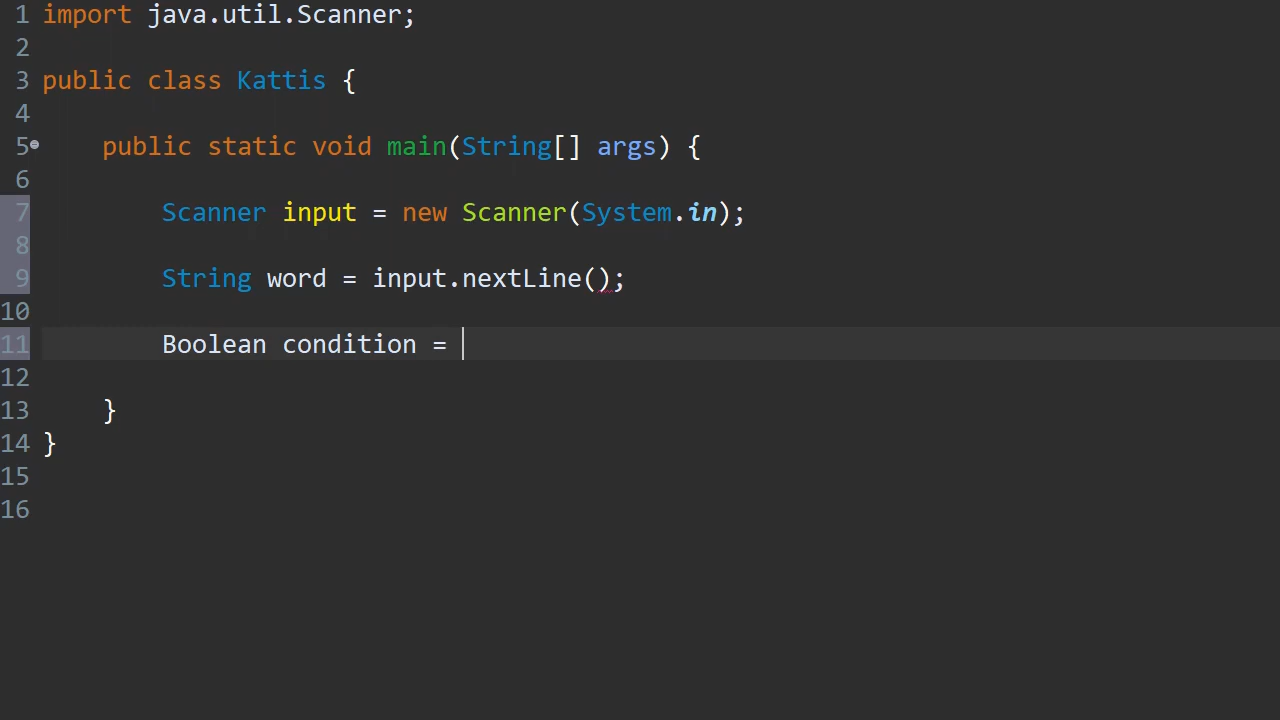 1 import java.util.Scanner;
2
3 public class Kattis {
4
5 public static void main(String[] args) {
6
7 Scanner input = new Scanner(System.in);
8
9 String word = input.nextLine();
10
11 Boolean condition =
12
13 }
14 }
15
16